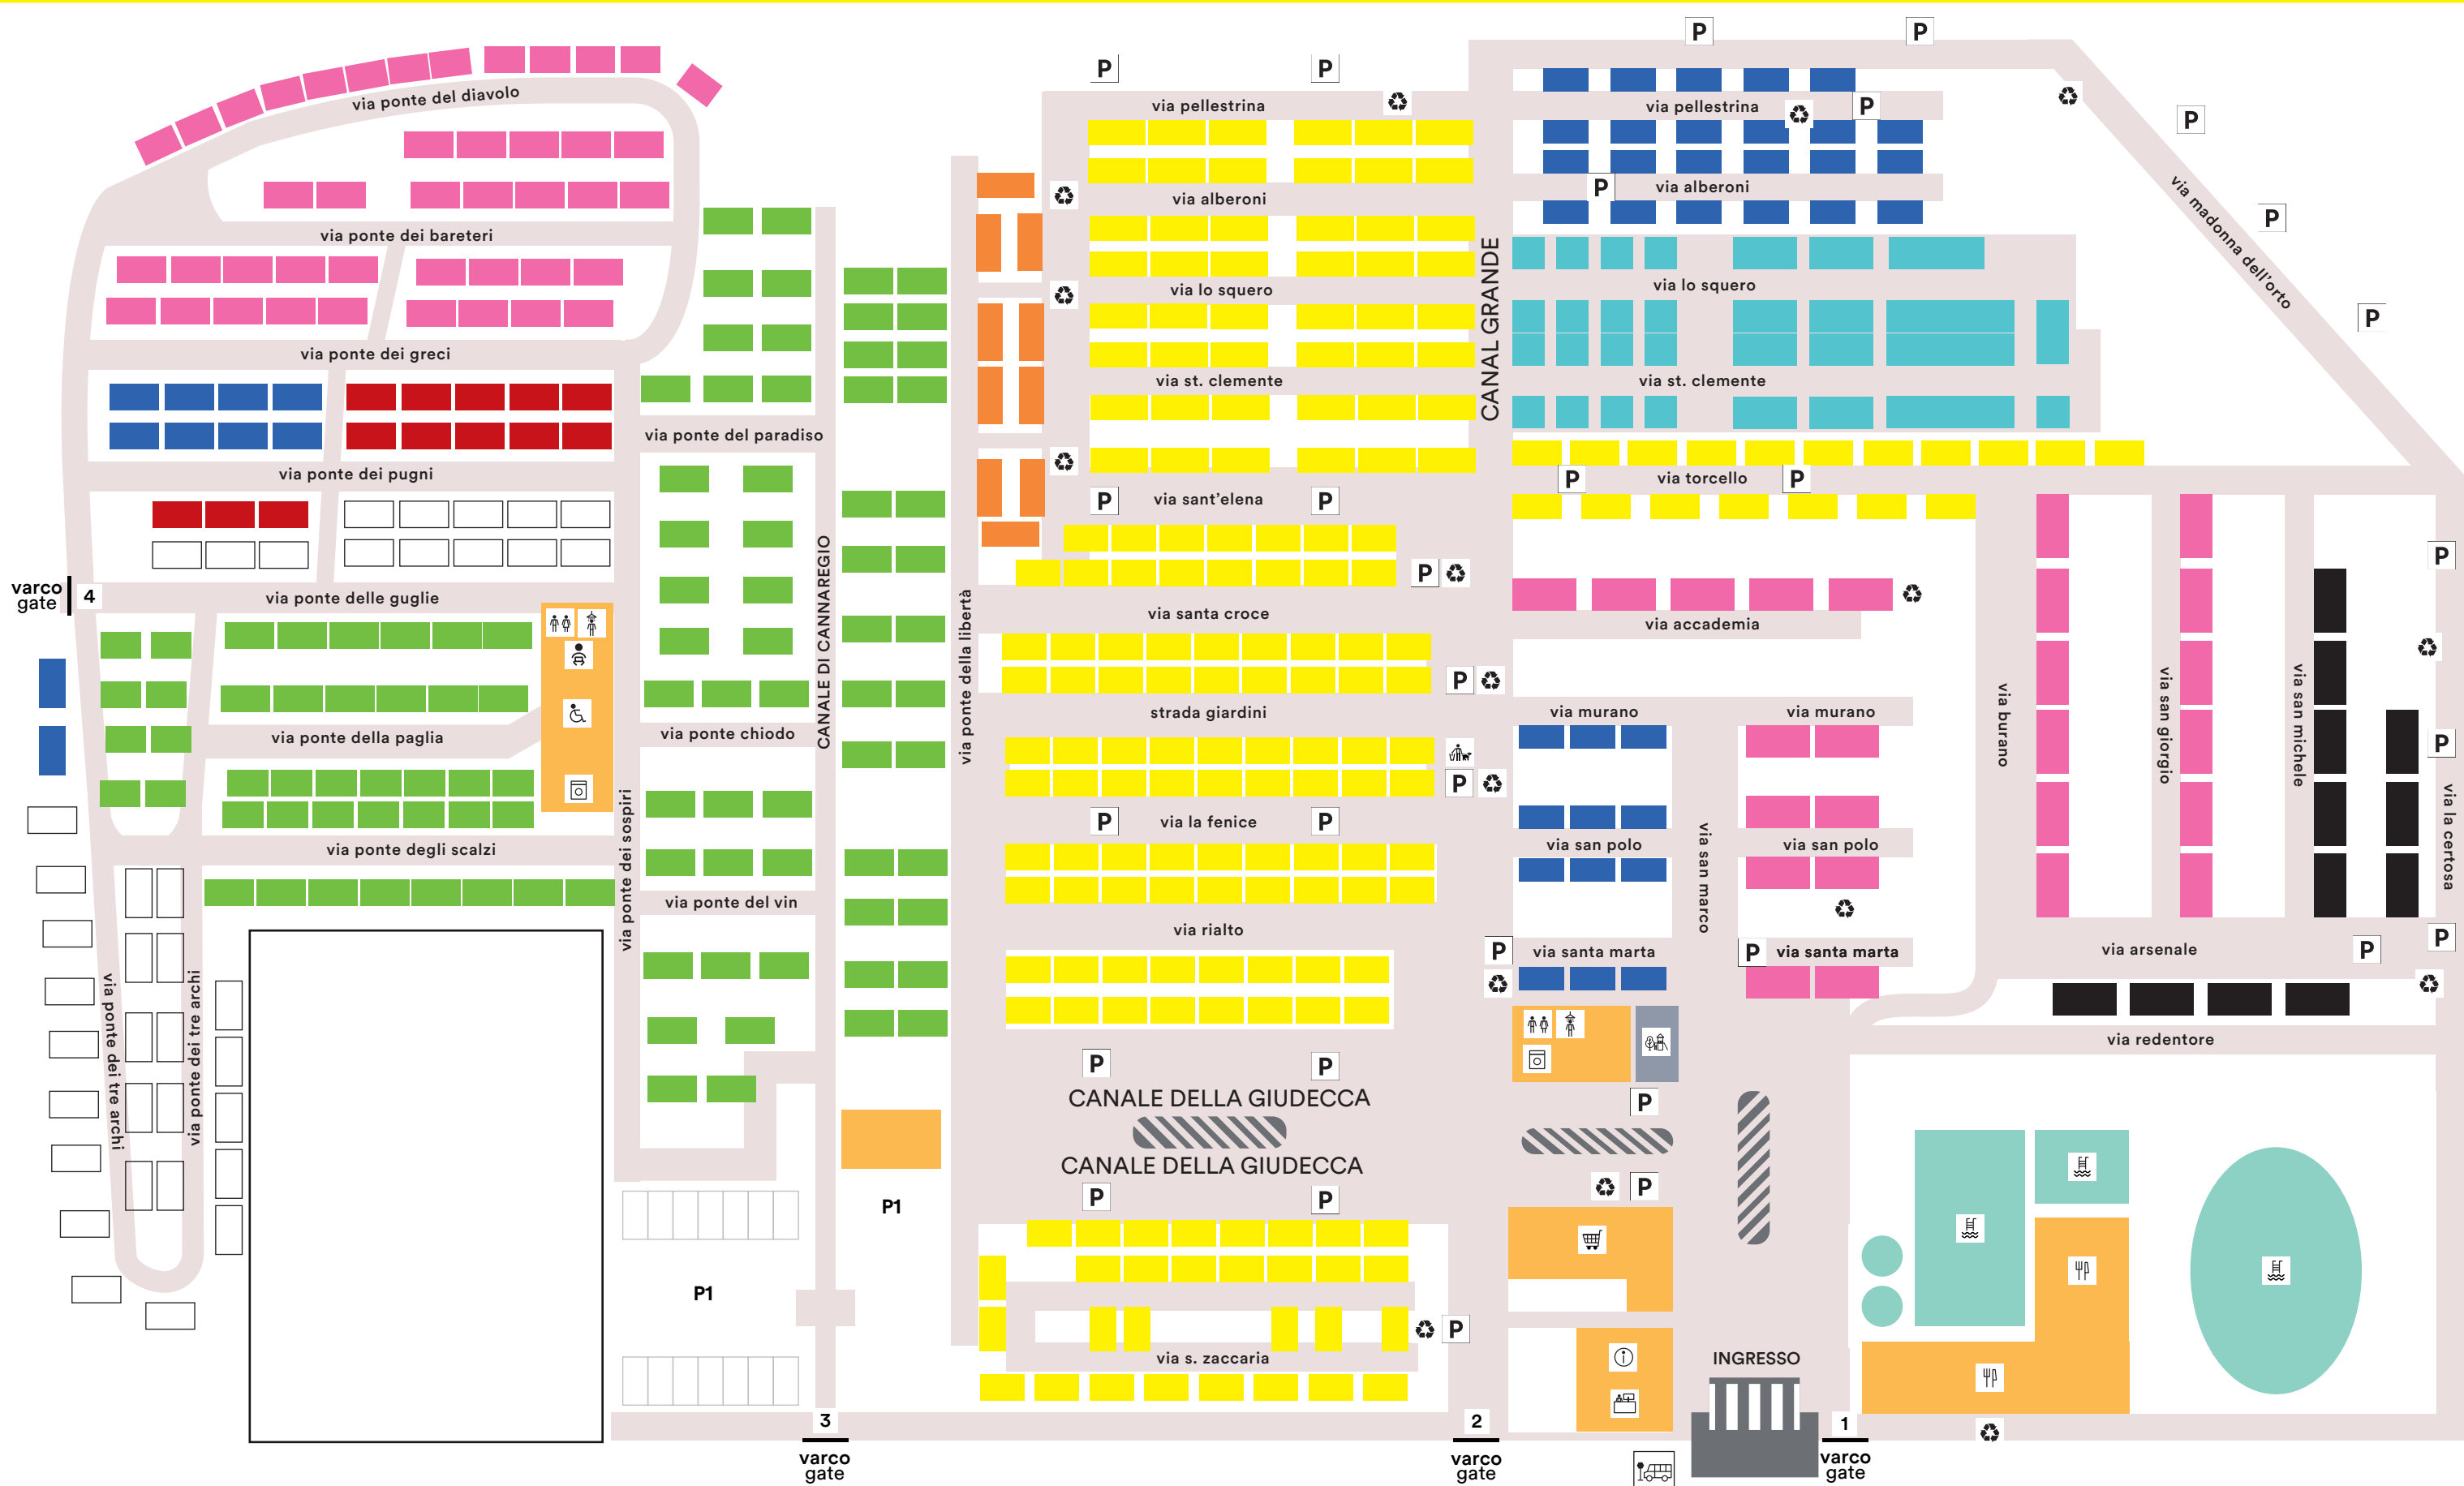 P
P
P
P
via ponte del diavolo
via pellestrina
via pellestrina
P
P
via alberoni
P
via alberoni
P
via madonna dell'orto
via ponte dei bareteri
via lo squero
via lo squero
P
CANAL GRANDE
via ponte dei greci
via st. clemente
via st. clemente
via ponte del paradiso
via ponte dei pugni
P
via sant'elena
P
P
via torcello
P
P
CANALE DI CANNAREGIO
via ponte della libertà
P
varco
gate
4
via ponte delle guglie
via santa croce
via accademia
P
strada giardini
via murano
via murano
via burano
via san giorgio
via san michele
via ponte della paglia
via ponte chiodo
P
P
via la certosa
P
via la fenice
P
via san polo
via san marco
via san polo
via ponte degli scalzi
via ponte dei sospiri
via ponte del vin
via rialto
P
via santa marta
P
via santa marta
via arsenale
P
P
via ponte dei tre archi
via ponte dei tre archi
via redentore
P
P
CANALE DELLA GIUDECCA
P
CANALE DELLA GIUDECCA
P
P
P
P1
P1
P
via s. zaccaria
INGRESSO
3
varco
gate
2
varco
gate
1
varco
gate